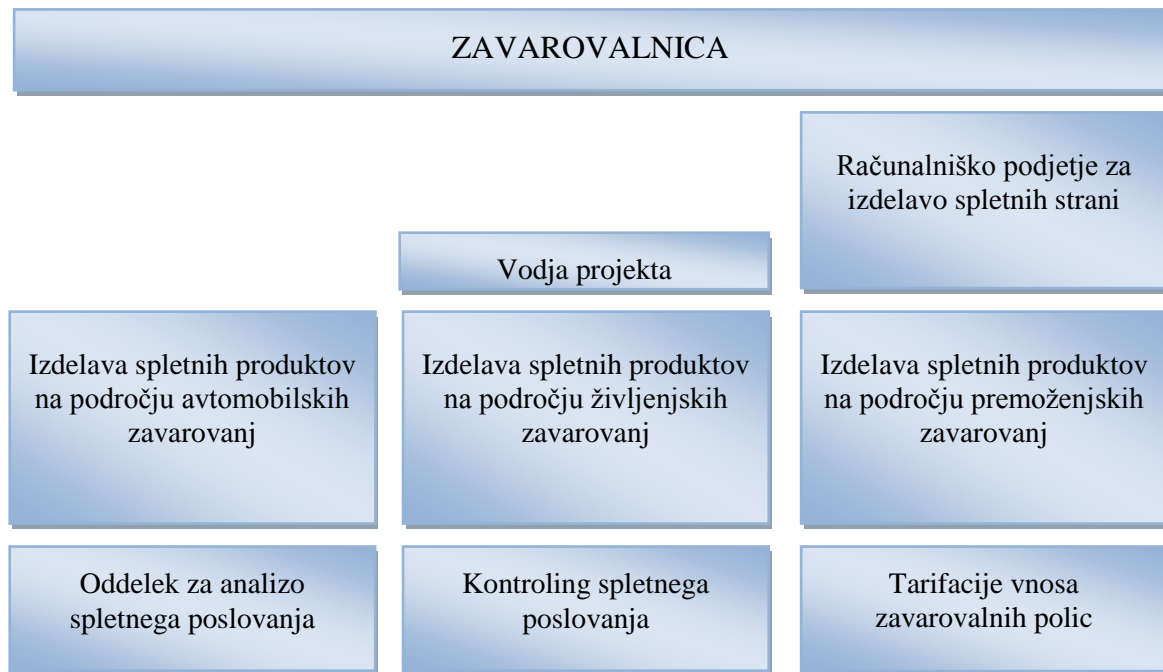 ZAVAROVALNICA
Računalniško podjetje za
izdelavo spletnih strani
Vodja projekta
Izdelava spletnih produktov
na področju avtomobilskih
zavarovanj
Izdelava spletnih produktov
na področju življenjskih
zavarovanj
Izdelava spletnih produktov
na področju premoženjskih
zavarovanj
Oddelek za analizo
spletnega poslovanja
Kontroling spletnega
poslovanja
Tarifacije vnosa
zavarovalnih polic